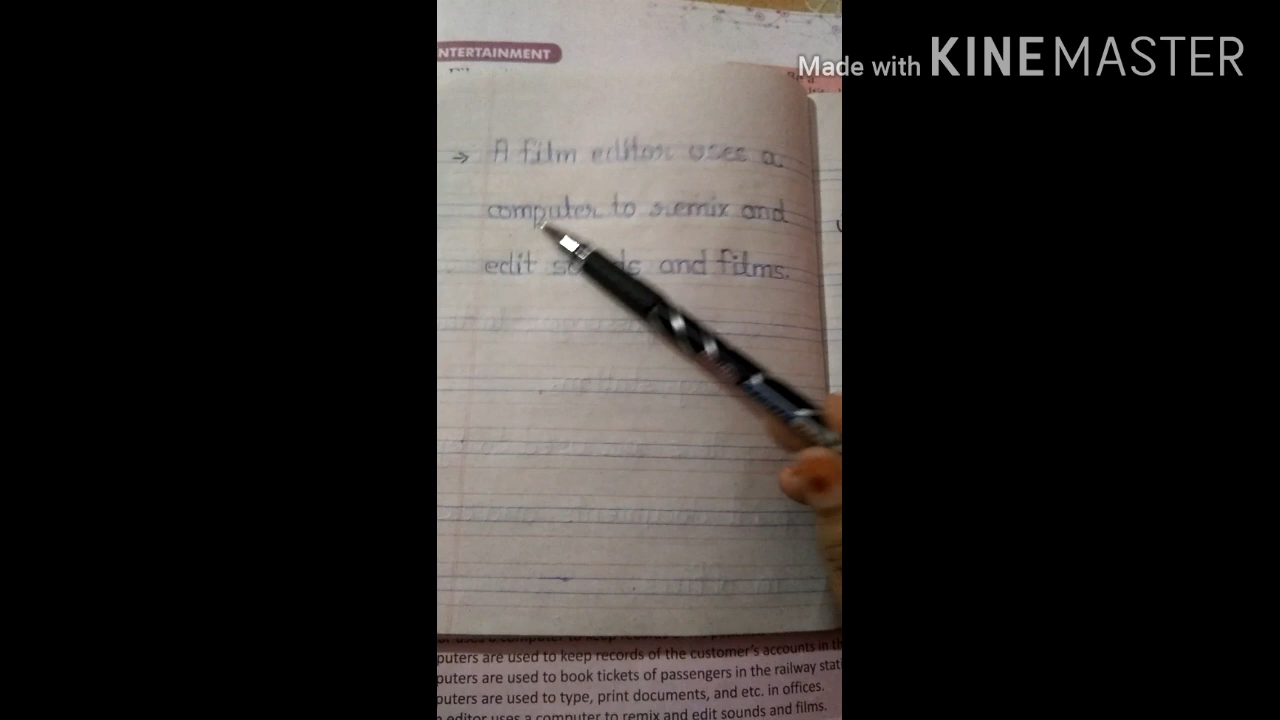 NTERTAINMENT
Made with KINEMASTER
→ A film editor uses a
computer to remix and
edit sounds and films.
puters are used to keep records of the customer's accounts in
puters are used to book tickets of passengers in the railway stat
puters are used to type, print documents, and etc. in offices.
editor uses a computer to remix and edit sounds and films.